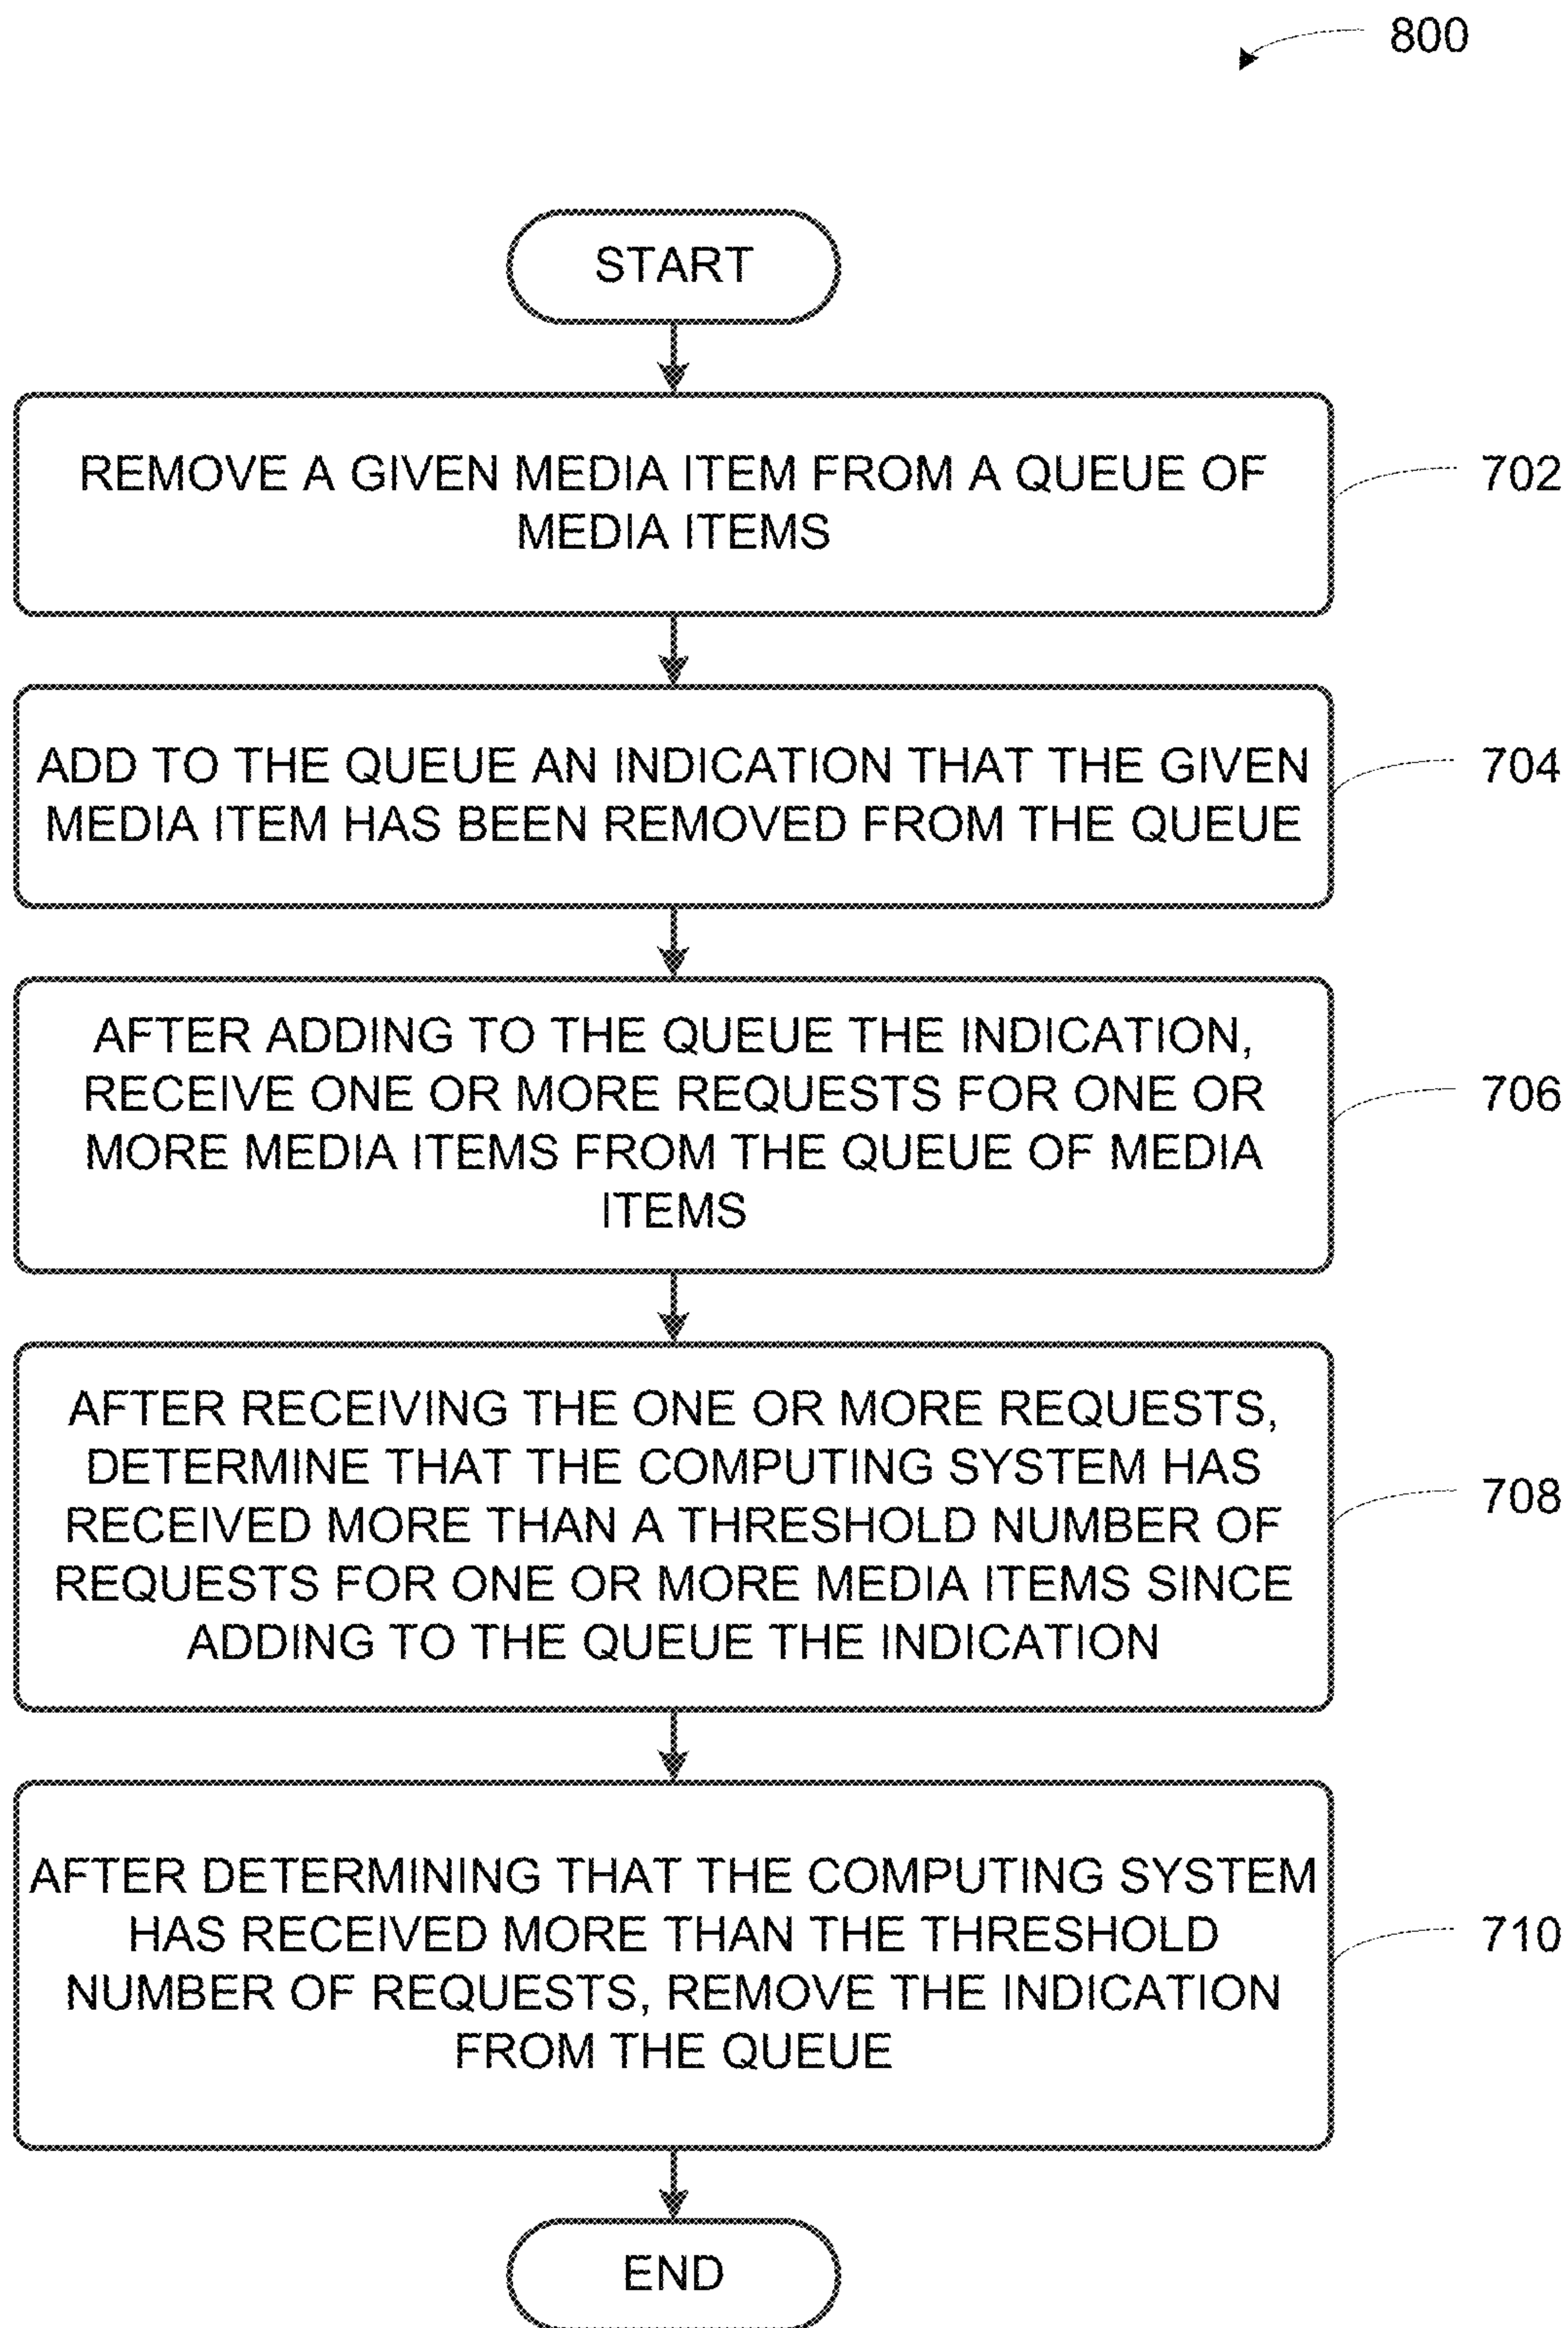 800
START
REMOVE A GIVEN MEDIA ITEM FROM A QUEUE OF
MEDIA ITEMS
702
ADD TO THE QUEUE AN INDICATION THAT THE GIVEN
MEDIA ITEM HAS BEEN REMOVED FROM THE QUEUE
704
AFTER ADDING TO THE QUEUE THE INDICATION,
RECEIVE ONE OR MORE REQUESTS FOR ONE OR
MORE MEDIA ITEMS FROM THE QUEUE OF MEDIA
ITEMS
706
AFTER RECEIVING THE ONE OR MORE REQUESTS,
DETERMINE THAT THE COMPUTING SYSTEM HAS
RECEIVED MORE THAN A THRESHOLD NUMBER OF
REQUESTS FOR ONE OR MORE MEDIA ITEMS SINCE
ADDING TO THE QUEUE THE INDICATION
708
AFTER DETERMINING THAT THE COMPUTING SYSTEM
HAS RECEIVED MORE THAN THE THRESHOLD
NUMBER OF REQUESTS, REMOVE THE INDICATION
FROM THE QUEUE
710
END